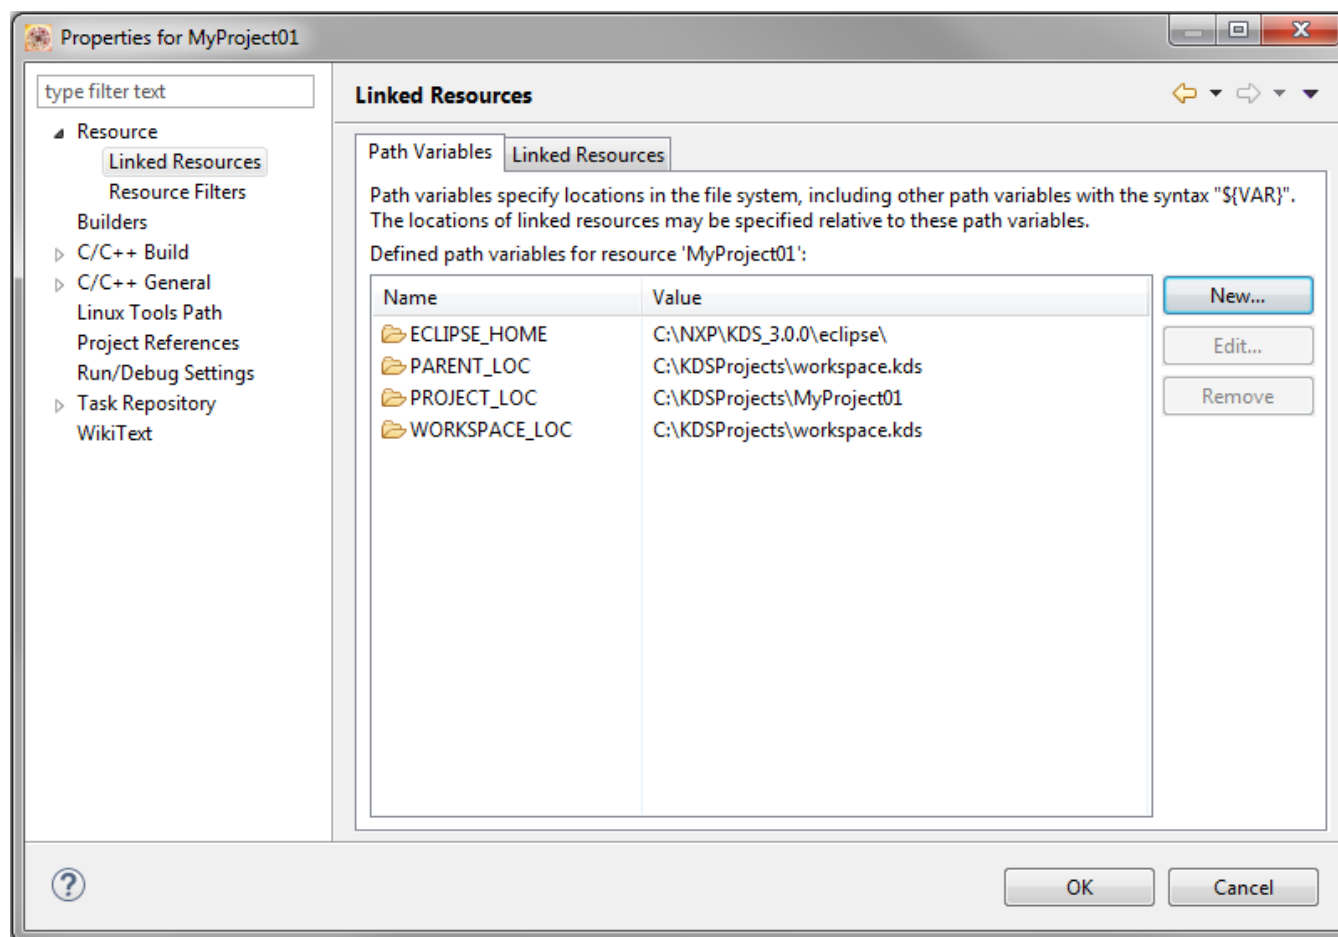 Properties for MyProject01
type filter text
Resource
Linked Resources
Resource Filters
Builders
C/C++ Build
C/C++ General
Linux Tools Path
Project References
Run/Debug Settings
Task Repository
WikiText
Linked Resources
Path Variables
Linked Resources
Path variables specify locations in the file system, including other path variables with the syntax "${VAR}".
The locations of linked resources may be specified relative to these path variables.
Defined path variables for resource 'MyProject01':
Name Value
ECLIPSE_HOME C:\NXP\KDS_3.0.0\eclipse\
PARENT_LOC C:\KDSProjects\workspace.kds
PROJECT_LOC C:\KDSProjects\MyProject01
WORKSPACE_LOC C:\KDSProjects\workspace.kds
New...
Edit...
Remove
OK
Cancel